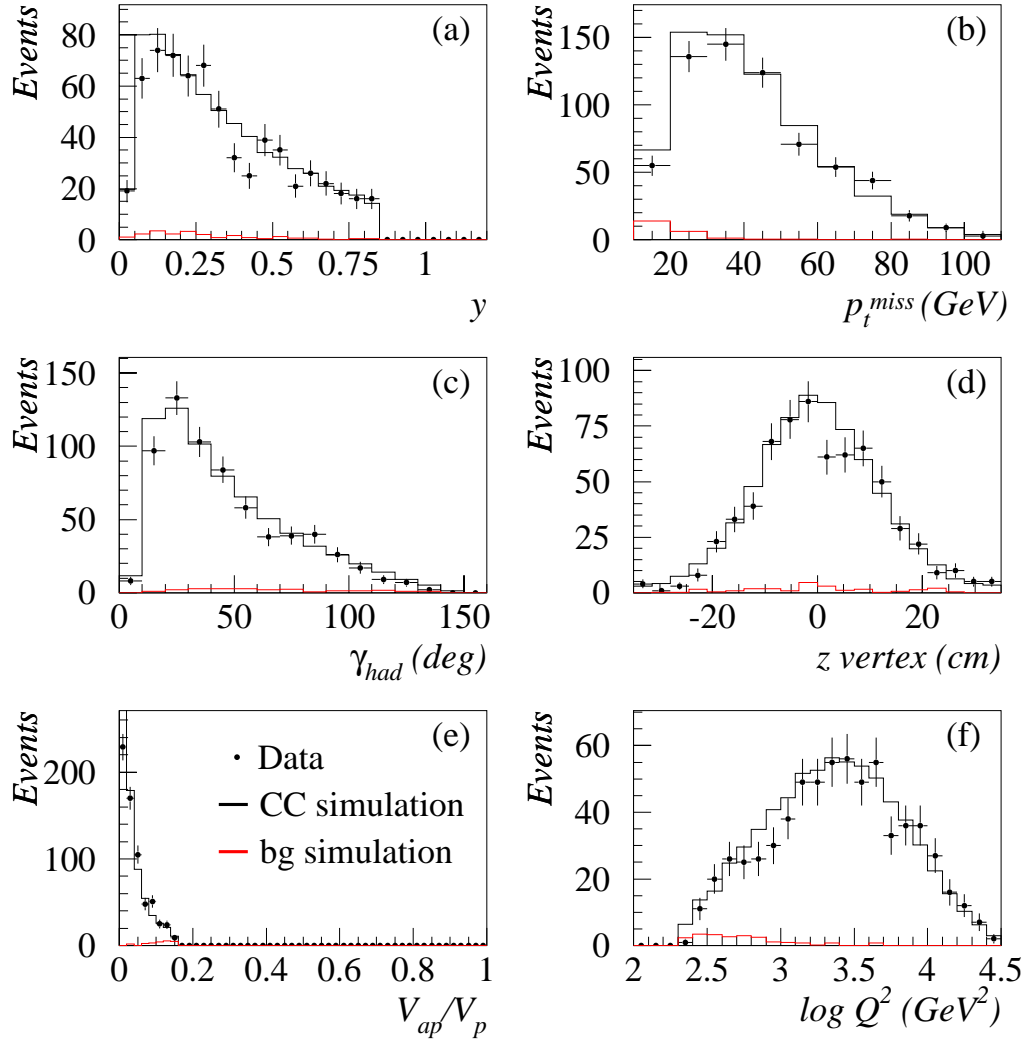 Events
(a)
80
60
40
20
0
0 0.25 0.5 0.75 1
y
Events
(b)
150
100
50
0
20 40 60 80 100
p_t^miss (GeV)
Events
(c)
150
100
50
0
0 50 100 150
γ_had (deg)
Events
(d)
100
75
50
25
0
-20 0 20
z vertex (cm)
Events
(e)
200
100
0
Data
CC simulation
bg simulation
0 0.2 0.4 0.6 0.8 1
V_ap/V_p
Events
(f)
60
40
20
0
2 2.5 3 3.5 4 4.5
log Q² (GeV²)